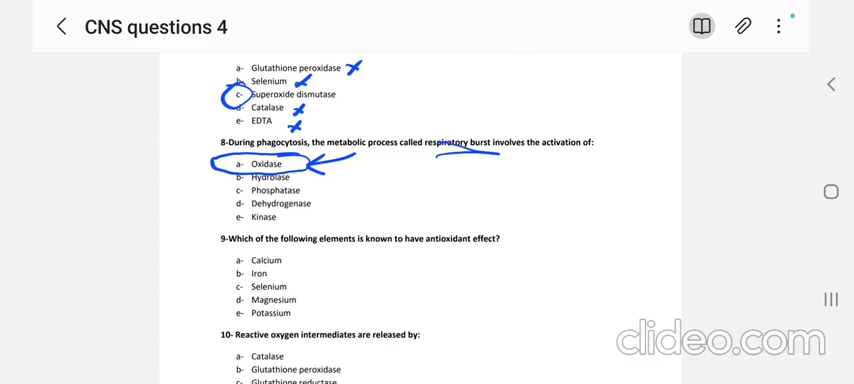 CNS questions 4
a- Glutathione peroxidase
b- Selenium
c- Superoxide dismutase
d- Catalase
e- EDTA
8-During phagocytosis, the metabolic process called respiratory burst involves the activation of:
a- Oxidase
b- Hydrolase
c- Phosphatase
d- Dehydrogenase
e- Kinase
9-Which of the following elements is known to have antioxidant effect?
a- Calcium
b- Iron
c- Selenium
d- Magnesium
e- Potassium
10- Reactive oxygen intermediates are released by:
a- Catalase
b- Glutathione peroxidase
c- Glutathione reductase
clideo.com